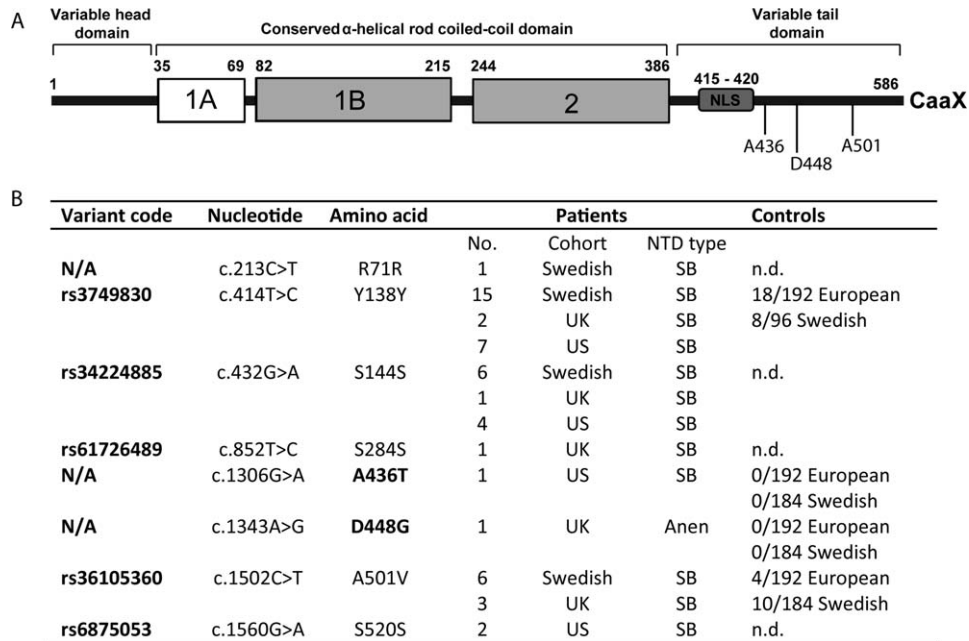 A
Variable head domain
Conserved α-helical rod coiled-coil domain
Variable tail domain
1
35
69
82
215
244
386
415 - 420
586
1A
1B
2
NLS
CaaX
A436
D448
A501
B
Variant code Nucleotide Amino acid Patients Controls
No. Cohort NTD type
N/A c.213C>T R71R 1 Swedish SB n.d.
rs3749830 c.414T>C Y138Y 15 Swedish SB 18/192 European
2 UK SB 8/96 Swedish
7 US SB
rs34224885 c.432G>A S144S 6 Swedish SB n.d.
1 UK SB
4 US SB
rs61726489 c.852T>C S284S 1 UK SB n.d.
N/A c.1306G>A A436T 1 US SB 0/192 European
0/184 Swedish
N/A c.1343A>G D448G 1 UK Anen 0/192 European
0/184 Swedish
rs36105360 c.1502C>T A501V 6 Swedish SB 4/192 European
3 UK SB 10/184 Swedish
rs6875053 c.1560G>A S520S 2 US SB n.d.